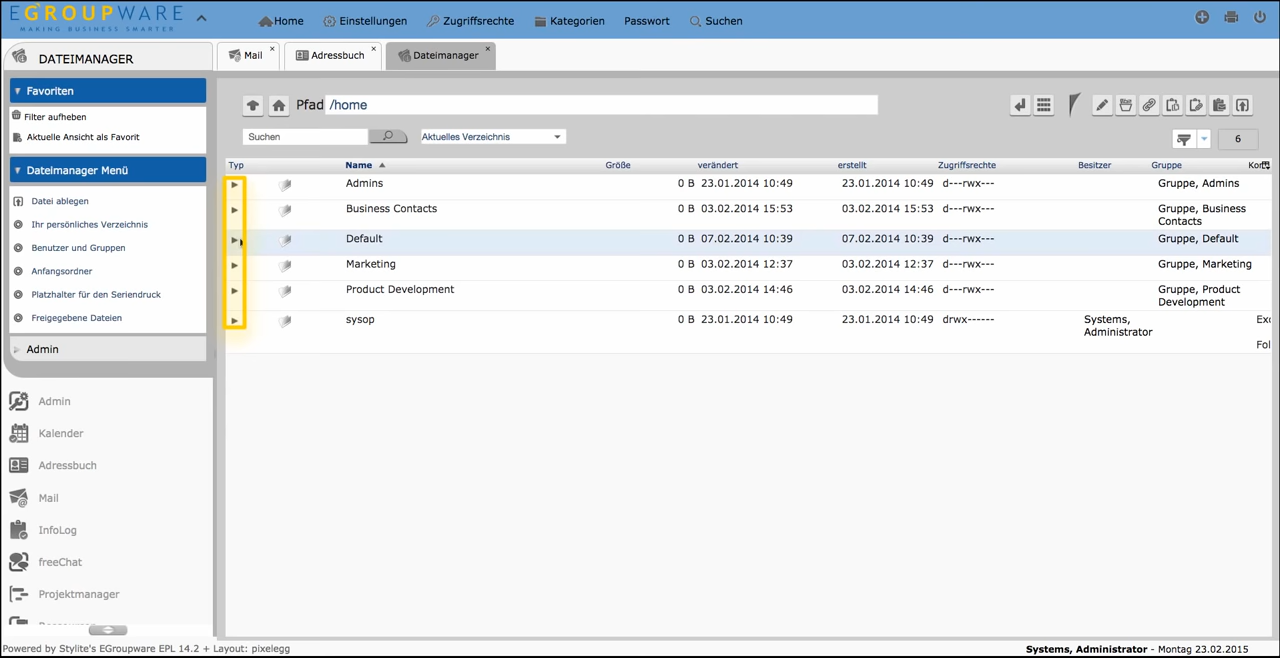 EGROUPWARE
MAKING BUSINESS SMARTER
Home Einstellungen Zugriffsrechte Kategorien Passwort Suchen
DATEIMANAGER
Mail × Adressbuch × Dateimanager ×
Favoriten
Filter aufheben
Aktuelle Ansicht als Favorit
Dateimanager Menü
Datei ablegen
Ihr persönliches Verzeichnis
Benutzer und Gruppen
Anfangsordner
Platzhalter für den Seriendruck
Freigegebene Dateien
Admin
Admin
Kalender
Adressbuch
Mail
InfoLog
freeChat
Projektmanager
Pfad /home
Suchen Aktuelles Verzeichnis 6
Typ Name Größe verändert erstellt Zugriffsrechte Besitzer Gruppe
Admins 0 B 23.01.2014 10:49 23.01.2014 10:49 d---rwx--- Gruppe, Admins
Business Contacts 0 B 03.02.2014 15:53 03.02.2014 15:53 d---rwx--- Gruppe, Business
Contacts
Default 0 B 07.02.2014 10:39 07.02.2014 10:39 d---rwx--- Gruppe, Default
Marketing 0 B 03.02.2014 12:37 03.02.2014 12:37 d---rwx--- Gruppe, Marketing
Product Development 0 B 03.02.2014 14:46 03.02.2014 14:46 d---rwx--- Gruppe, Product
Development
sysop 0 B 23.01.2014 10:49 23.01.2014 10:49 drwx------ Systems,
Administrator
Fol
Powered by Stylite's EGroupware EPL 14.2 + Layout: pixelegg
Systems, Administrator - Montag 23.02.2015